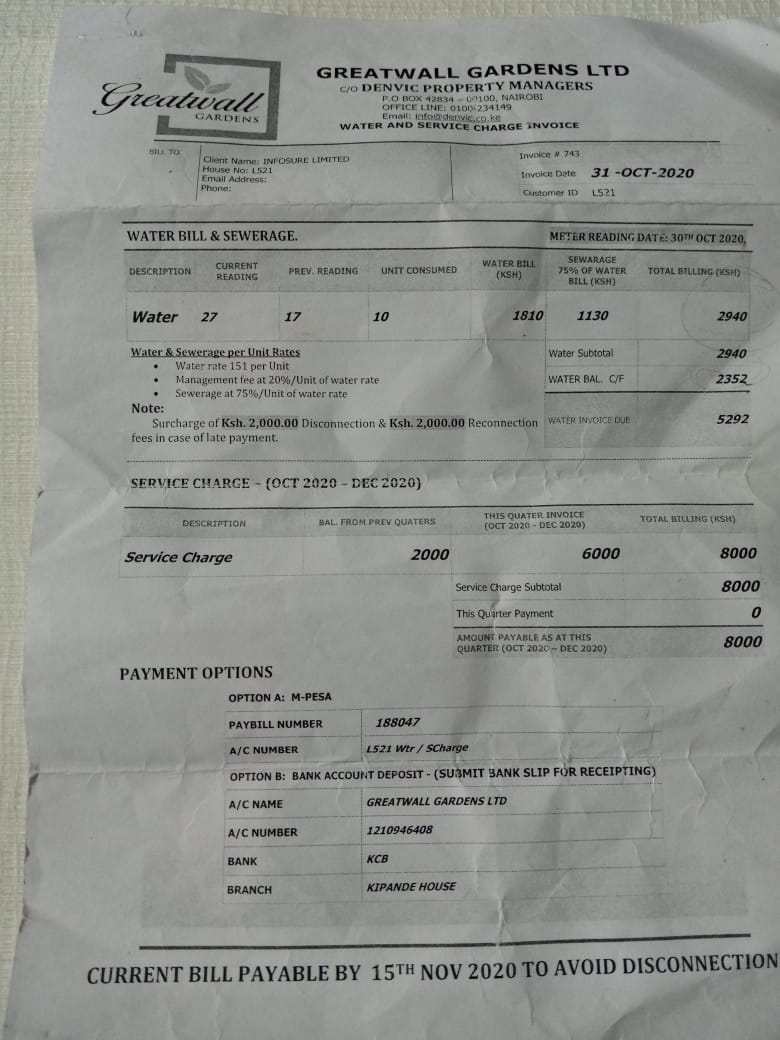 Greatwall
GARDENS
GREATWALL GARDENS LTD
C/O DENVIC PROPERTY MANAGERS
P.O BOX 42834 – 00100, NAIROBI
OFFICE LINE: 0100234149
Email: info@denvic.co.ke
WATER AND SERVICE CHARGE INVOICE
BILL TO
Client Name: INFOSURE LIMITED
House No: L521
Email Address:
Phone:
Invoice # 743
Invoice Date 31 -OCT-2020
Customer ID L521
WATER BILL & SEWERAGE. METER READING DATE: 30TH OCT 2020.
DESCRIPTION CURRENT READING PREV. READING UNIT CONSUMED WATER BILL (KSH) SEWARAGE 75% OF WATER BILL (KSH) TOTAL BILLING (KSH)
Water 27 17 10 1810 1130 2940
Water & Sewerage per Unit Rates
• Water rate 151 per Unit
• Management fee at 20%/Unit of water rate
• Sewerage at 75%/Unit of water rate
Note:
Surcharge of Ksh. 2,000.00 Disconnection & Ksh. 2,000.00 Reconnection
fees in case of late payment.
Water Subtotal 2940
WATER BAL. C/F 2352
WATER INVOICE DUE 5292
SERVICE CHARGE – (OCT 2020 – DEC 2020)
DESCRIPTION BAL. FROM PREV QUATERS THIS QUATER INVOICE (OCT 2020 - DEC 2020) TOTAL BILLING (KSH)
Service Charge 2000 6000 8000
Service Charge Subtotal 8000
This Quarter Payment 0
AMOUNT PAYABLE AS AT THIS
QUARTER (OCT 2020 – DEC 2020) 8000
PAYMENT OPTIONS
OPTION A: M-PESA
PAYBILL NUMBER 188047
A/C NUMBER L521 Wtr / SCharge
OPTION B: BANK ACCOUNT DEPOSIT - (SUBMIT BANK SLIP FOR RECEIPTING)
A/C NAME GREATWALL GARDENS LTD
A/C NUMBER 1210946408
BANK KCB
BRANCH KIPANDE HOUSE
CURRENT BILL PAYABLE BY 15TH NOV 2020 TO AVOID DISCONNECTION